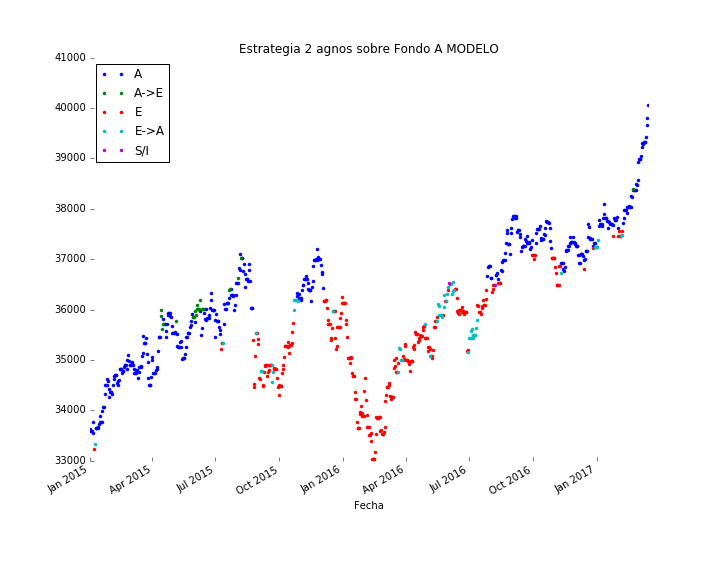 Estrategia 2 agnos sobre Fondo A MODELO
41000
40000
39000
38000
37000
36000
35000
34000
33000
A
A->E
E
E->A
S/I
Jan 2015
Apr 2015
Jul 2015
Oct 2015
Jan 2016
Apr 2016
Jul 2016
Oct 2016
Jan 2017
Fecha